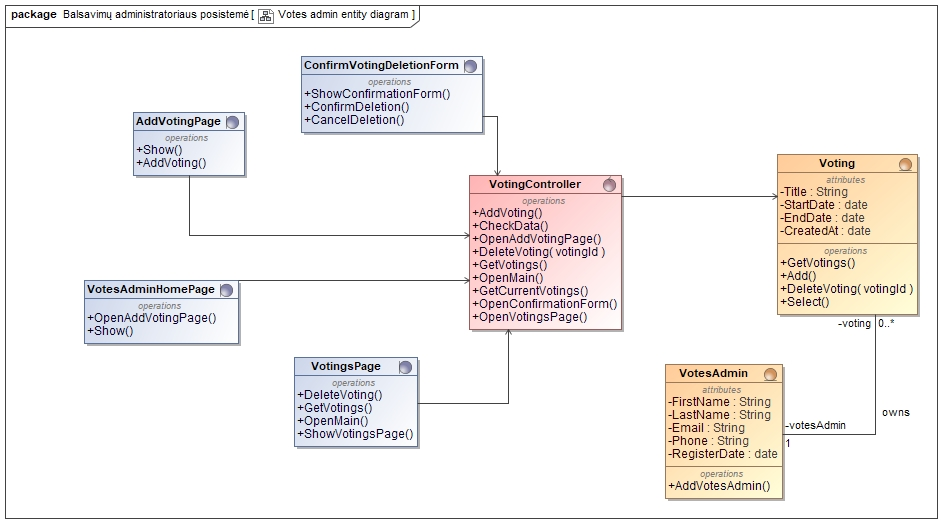 package Balsavimų administratoriaus posistemė [ Votes admin entity diagram ]
ConfirmVotingDeletionForm
operations
+ShowConfirmationForm()
+ConfirmDeletion()
+CancelDeletion()
AddVotingPage
operations
+Show()
+AddVoting()
VotingController
operations
+AddVoting()
+CheckData()
+OpenAddVotingPage()
+DeleteVoting( votingId )
+GetVotings()
+OpenMain()
+GetCurrentVotings()
+OpenConfirmationForm()
+OpenVotingsPage()
Voting
attributes
-Title : String
-StartDate : date
-EndDate : date
-CreatedAt : date
operations
+GetVotings()
+Add()
+DeleteVoting( votingId )
+Select()
VotesAdminHomePage
operations
+OpenAddVotingPage()
+Show()
VotingsPage
operations
+DeleteVoting()
+GetVotings()
+OpenMain()
+ShowVotingsPage()
-voting 0..*
owns
-votesAdmin
1
VotesAdmin
attributes
-FirstName : String
-LastName : String
-Email : String
-Phone : String
-RegisterDate : date
operations
+AddVotesAdmin()